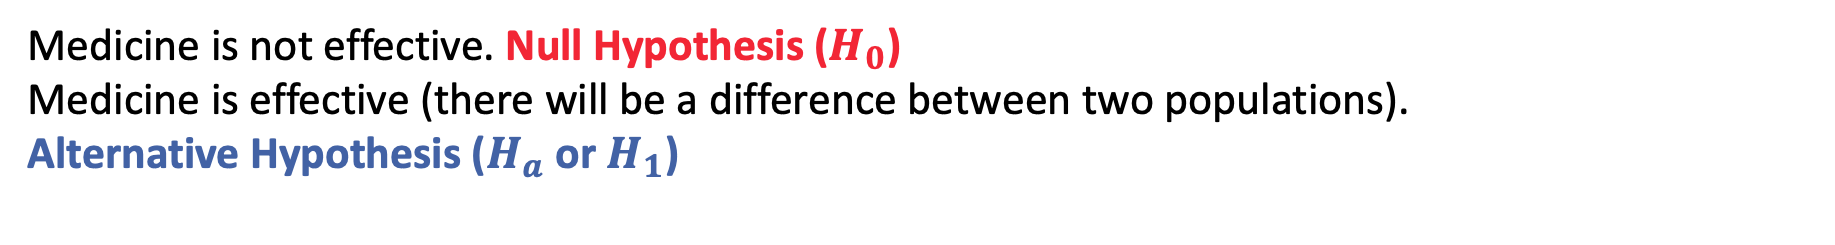 Medicine is not effective. Null Hypothesis (H₀)
Medicine is effective (there will be a difference between two populations).
Alternative Hypothesis (Hₐ or H₁)